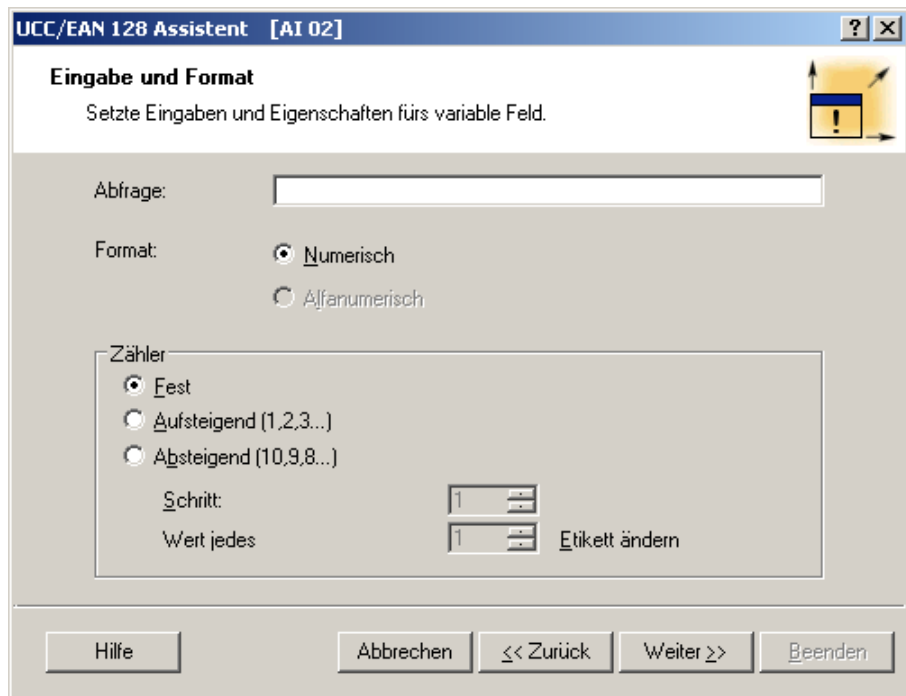 UCC/EAN 128 Assistent [AI 02]
Eingabe und Format
Setzte Eingaben und Eigenschaften fürs variable Feld.
Abfrage:
Format:
Numerisch
Alfanumerisch
Zähler
Fest
Aufsteigend (1,2,3...)
Absteigend (10,9,8...)
Schritt: 1
Wert jedes 1 Etikett ändern
Hilfe Abbrechen << Zurück Weiter >> Beenden